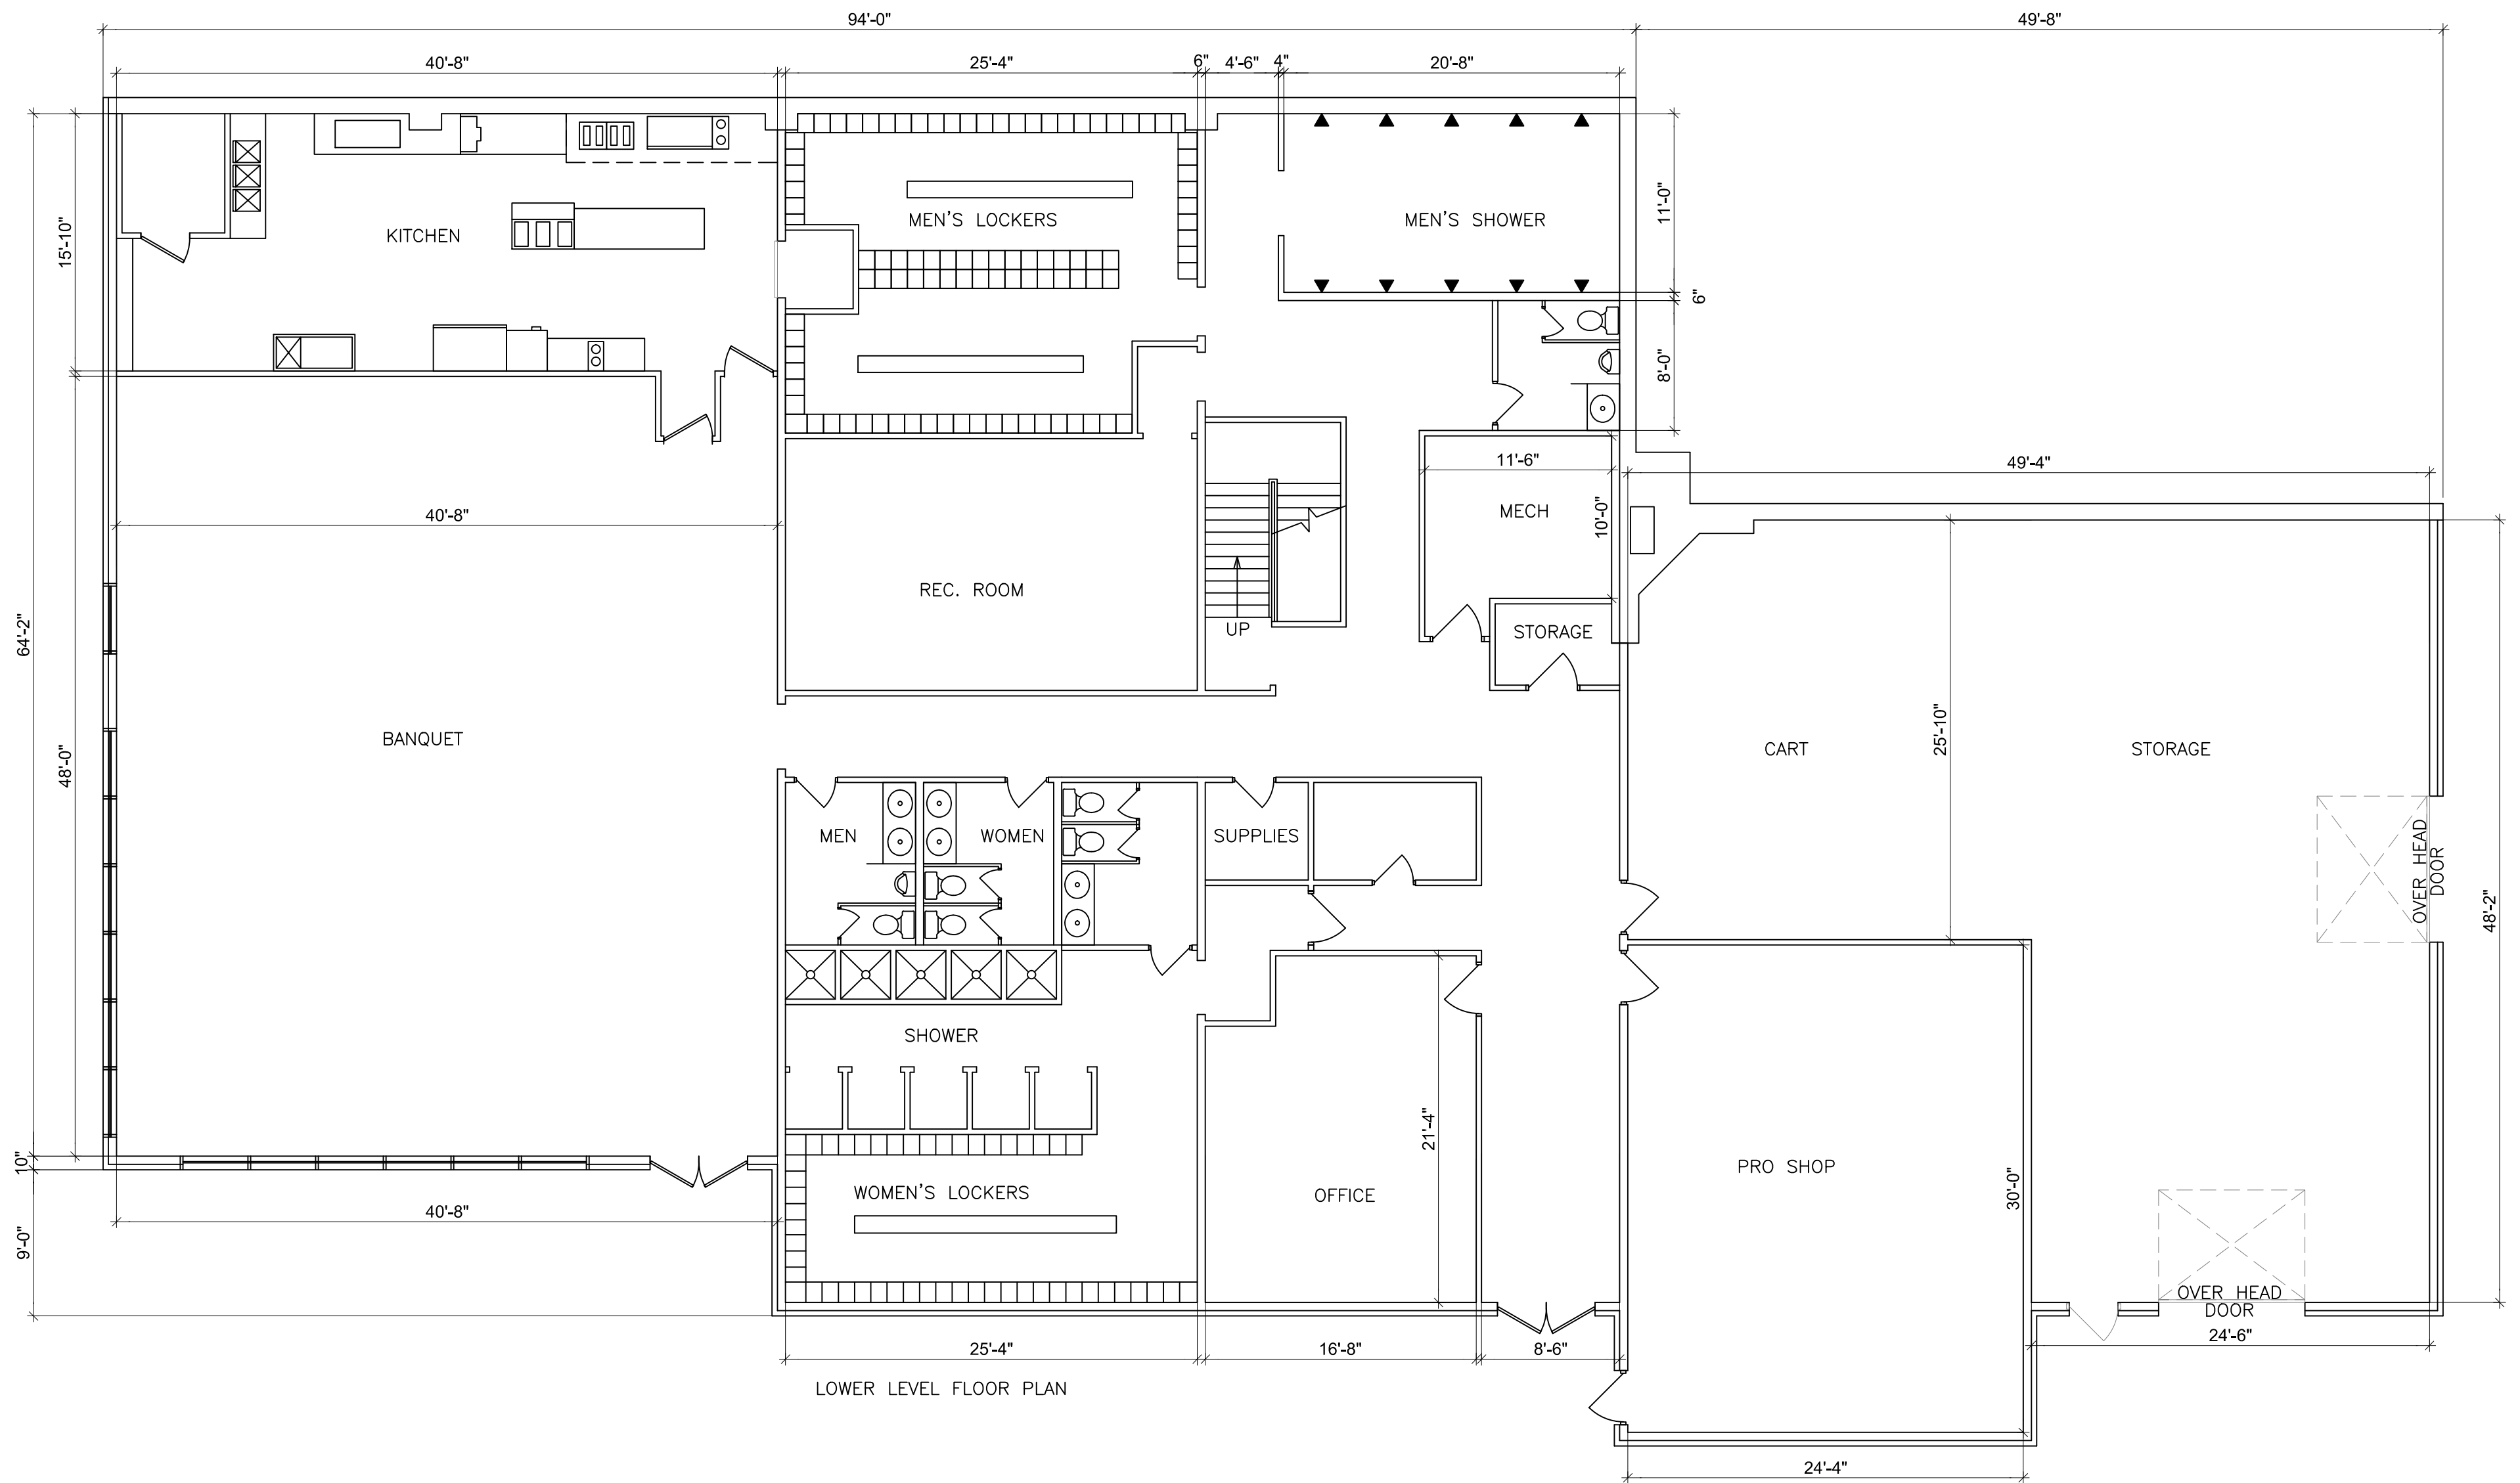 94'-0" 49'-8"
40'-8" 25'-4" 6" 4'-6" 4" 20'-8"
15'-10"
KITCHEN
MEN'S LOCKERS
MEN'S SHOWER
11'-0"
6"
8'-0"
40'-8"
11'-6"
49'-4"
MECH
10'-0"
REC. ROOM
UP
STORAGE
64'-2"
48'-0"
BANQUET
CART
25'-10"
STORAGE
MEN
WOMEN
SUPPLIES
OVER HEAD
DOOR
48'-2"
SHOWER
21'-4"
10"
PRO SHOP
30'-0"
WOMEN'S LOCKERS
OFFICE
40'-8"
9'-0"
OVER HEAD
DOOR
24'-6"
25'-4" 16'-8" 8'-6"
LOWER LEVEL FLOOR PLAN
24'-4"